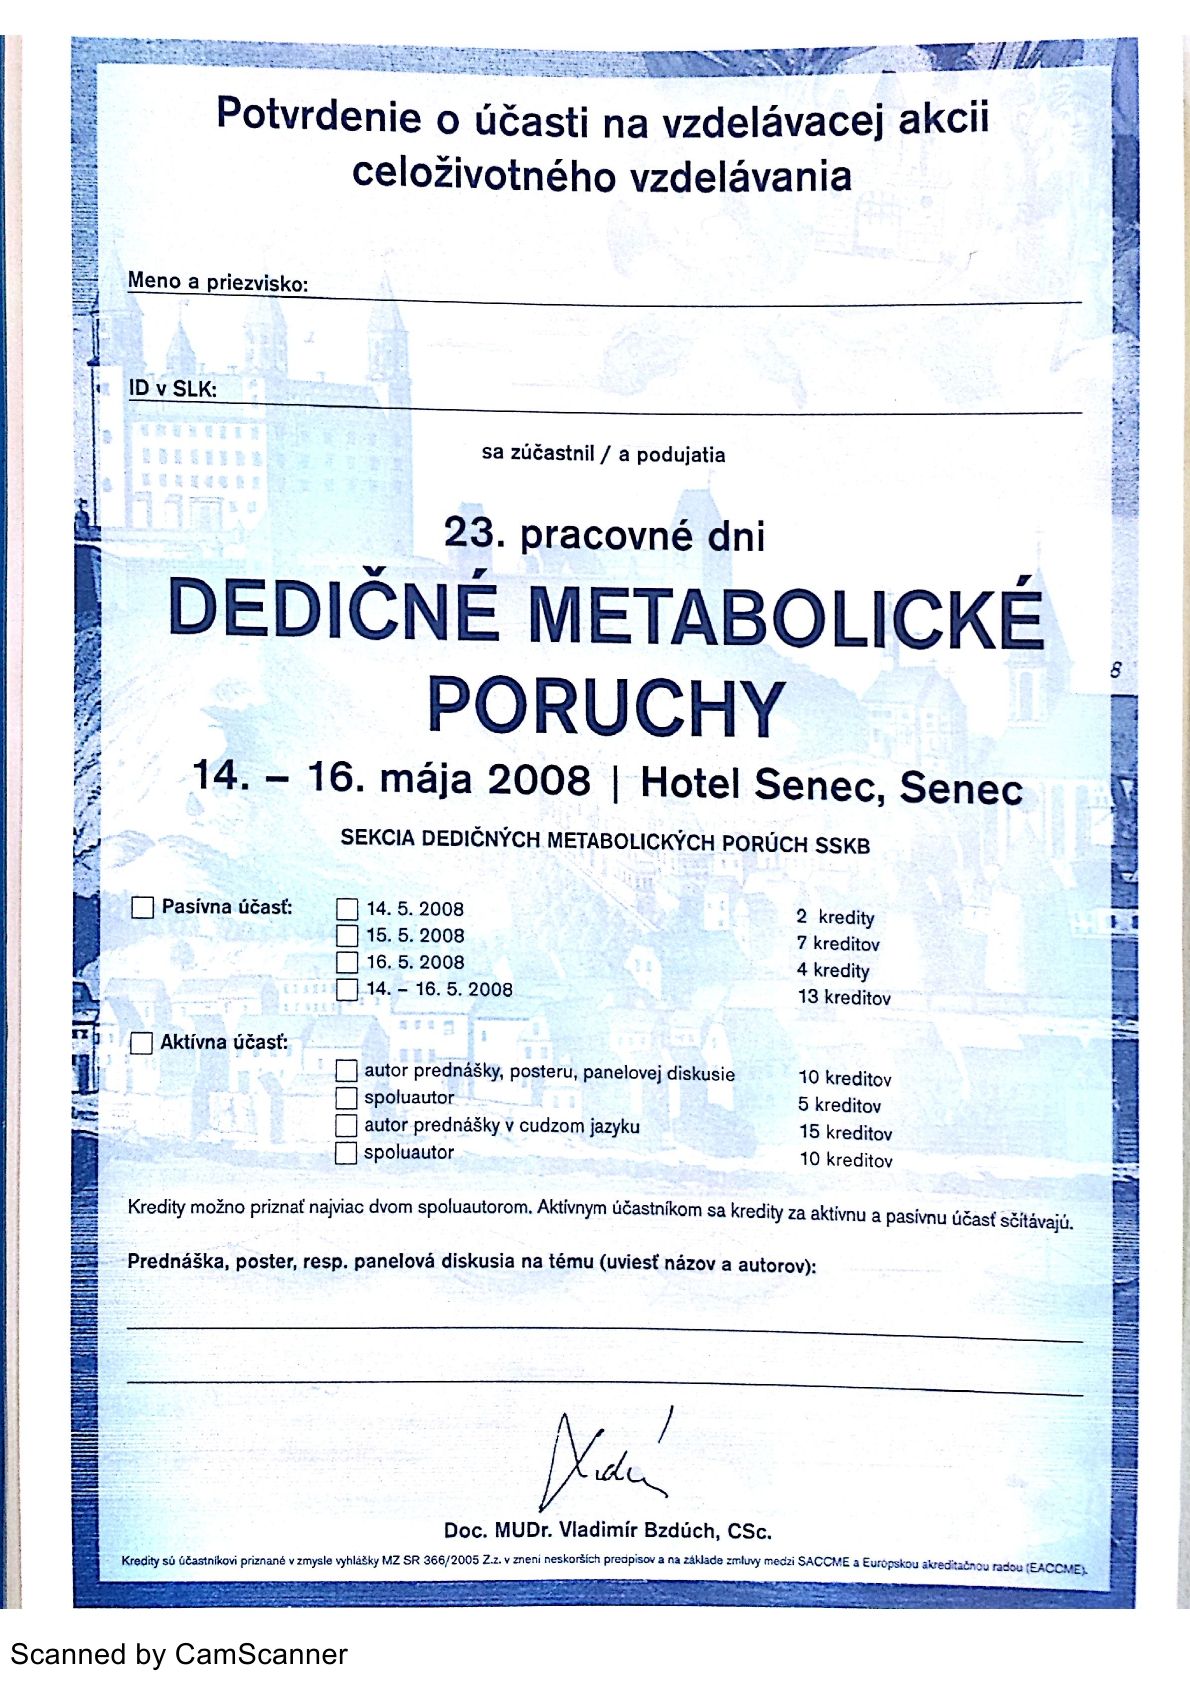 Potvrdenie o účasti na vzdelávacej akcii
celoživotného vzdelávania
Meno a priezvisko:
ID v SLK:
sa zúčastnil / a podujatia
23. pracovné dni
DEDIČNÉ METABOLICKÉ
PORUCHY
8
14. – 16. mája 2008 | Hotel Senec, Senec
SEKCIA DEDIČNÝCH METABOLICKÝCH PORÚCH SSKB
Pasívna účasť: 14. 5. 2008 2 kredity
15. 5. 2008 7 kreditov
16. 5. 2008 4 kredity
14. – 16. 5. 2008 13 kreditov
Aktívna účasť:
autor prednášky, posteru, panelovej diskusie 10 kreditov
spoluautor 5 kreditov
autor prednášky v cudzom jazyku 15 kreditov
spoluautor 10 kreditov
Kredity možno priznať najviac dvom spoluautorom. Aktívnym účastníkom sa kredity za aktívnu a pasívnu účasť sčítávajú.
Prednáška, poster, resp. panelová diskusia na tému (uviesť názov a autorov):
Doc. MUDr. Vladimír Bzdúch, CSc.
Kredity sú účastníkovi priznané v zmysle vyhlášky MZ SR 366/2005 Z.z. v znení neskorších predpisov a na základe zmluvy medzi SACCME a Európskou akreditačnou radou (EACCME).
Scanned by CamScanner